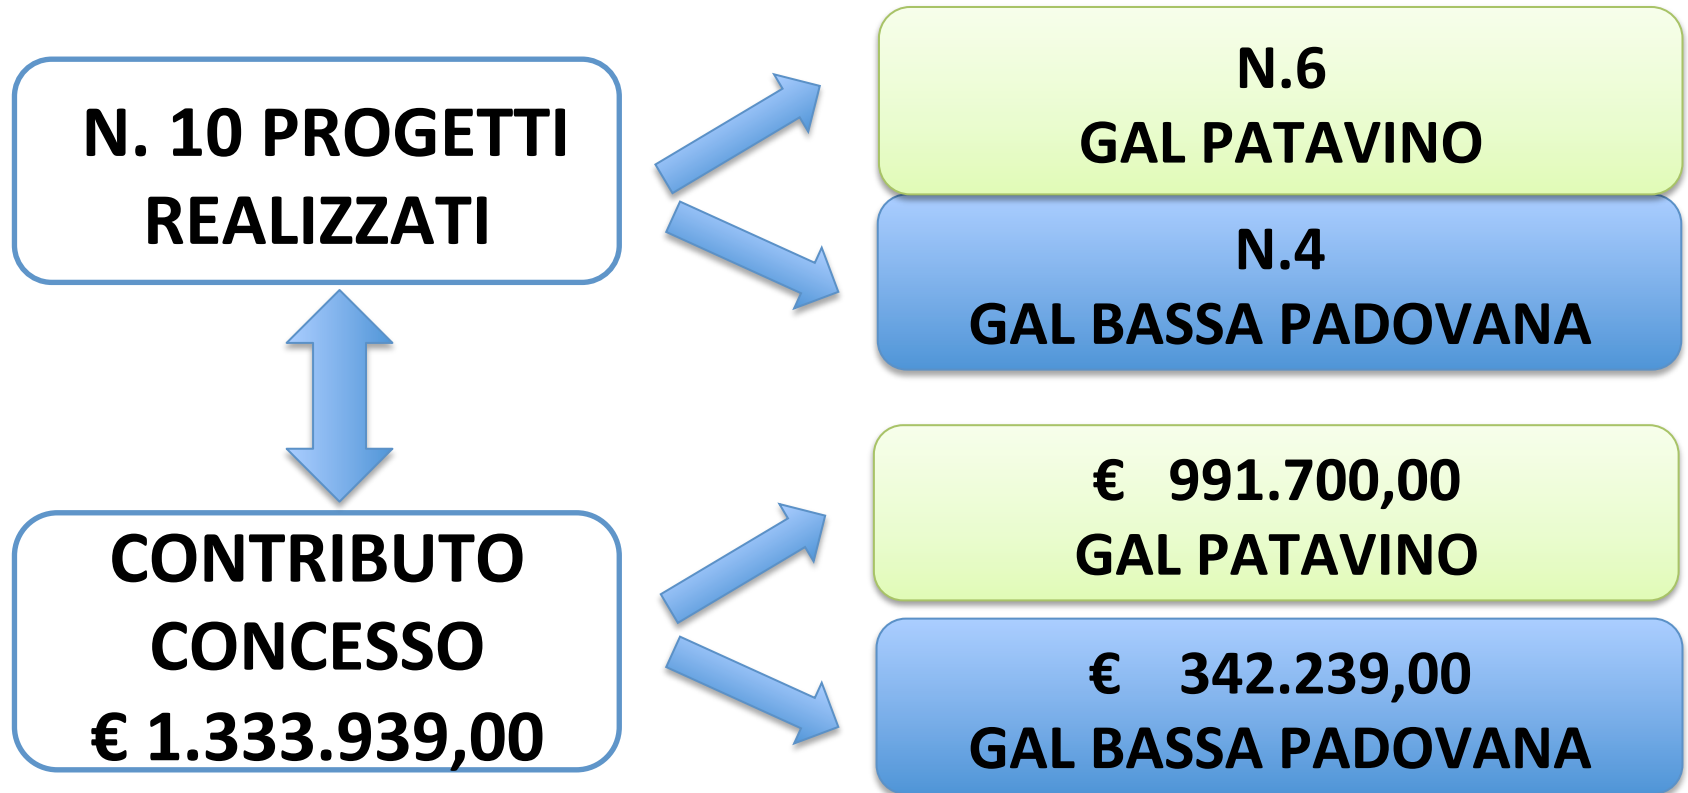 N. 10 PROGETTI
REALIZZATI
N.6
GAL PATAVINO
N.4
GAL BASSA PADOVANA
CONTRIBUTO
CONCESSO
€ 1.333.939,00
€ 991.700,00
GAL PATAVINO
€ 342.239,00
GAL BASSA PADOVANA